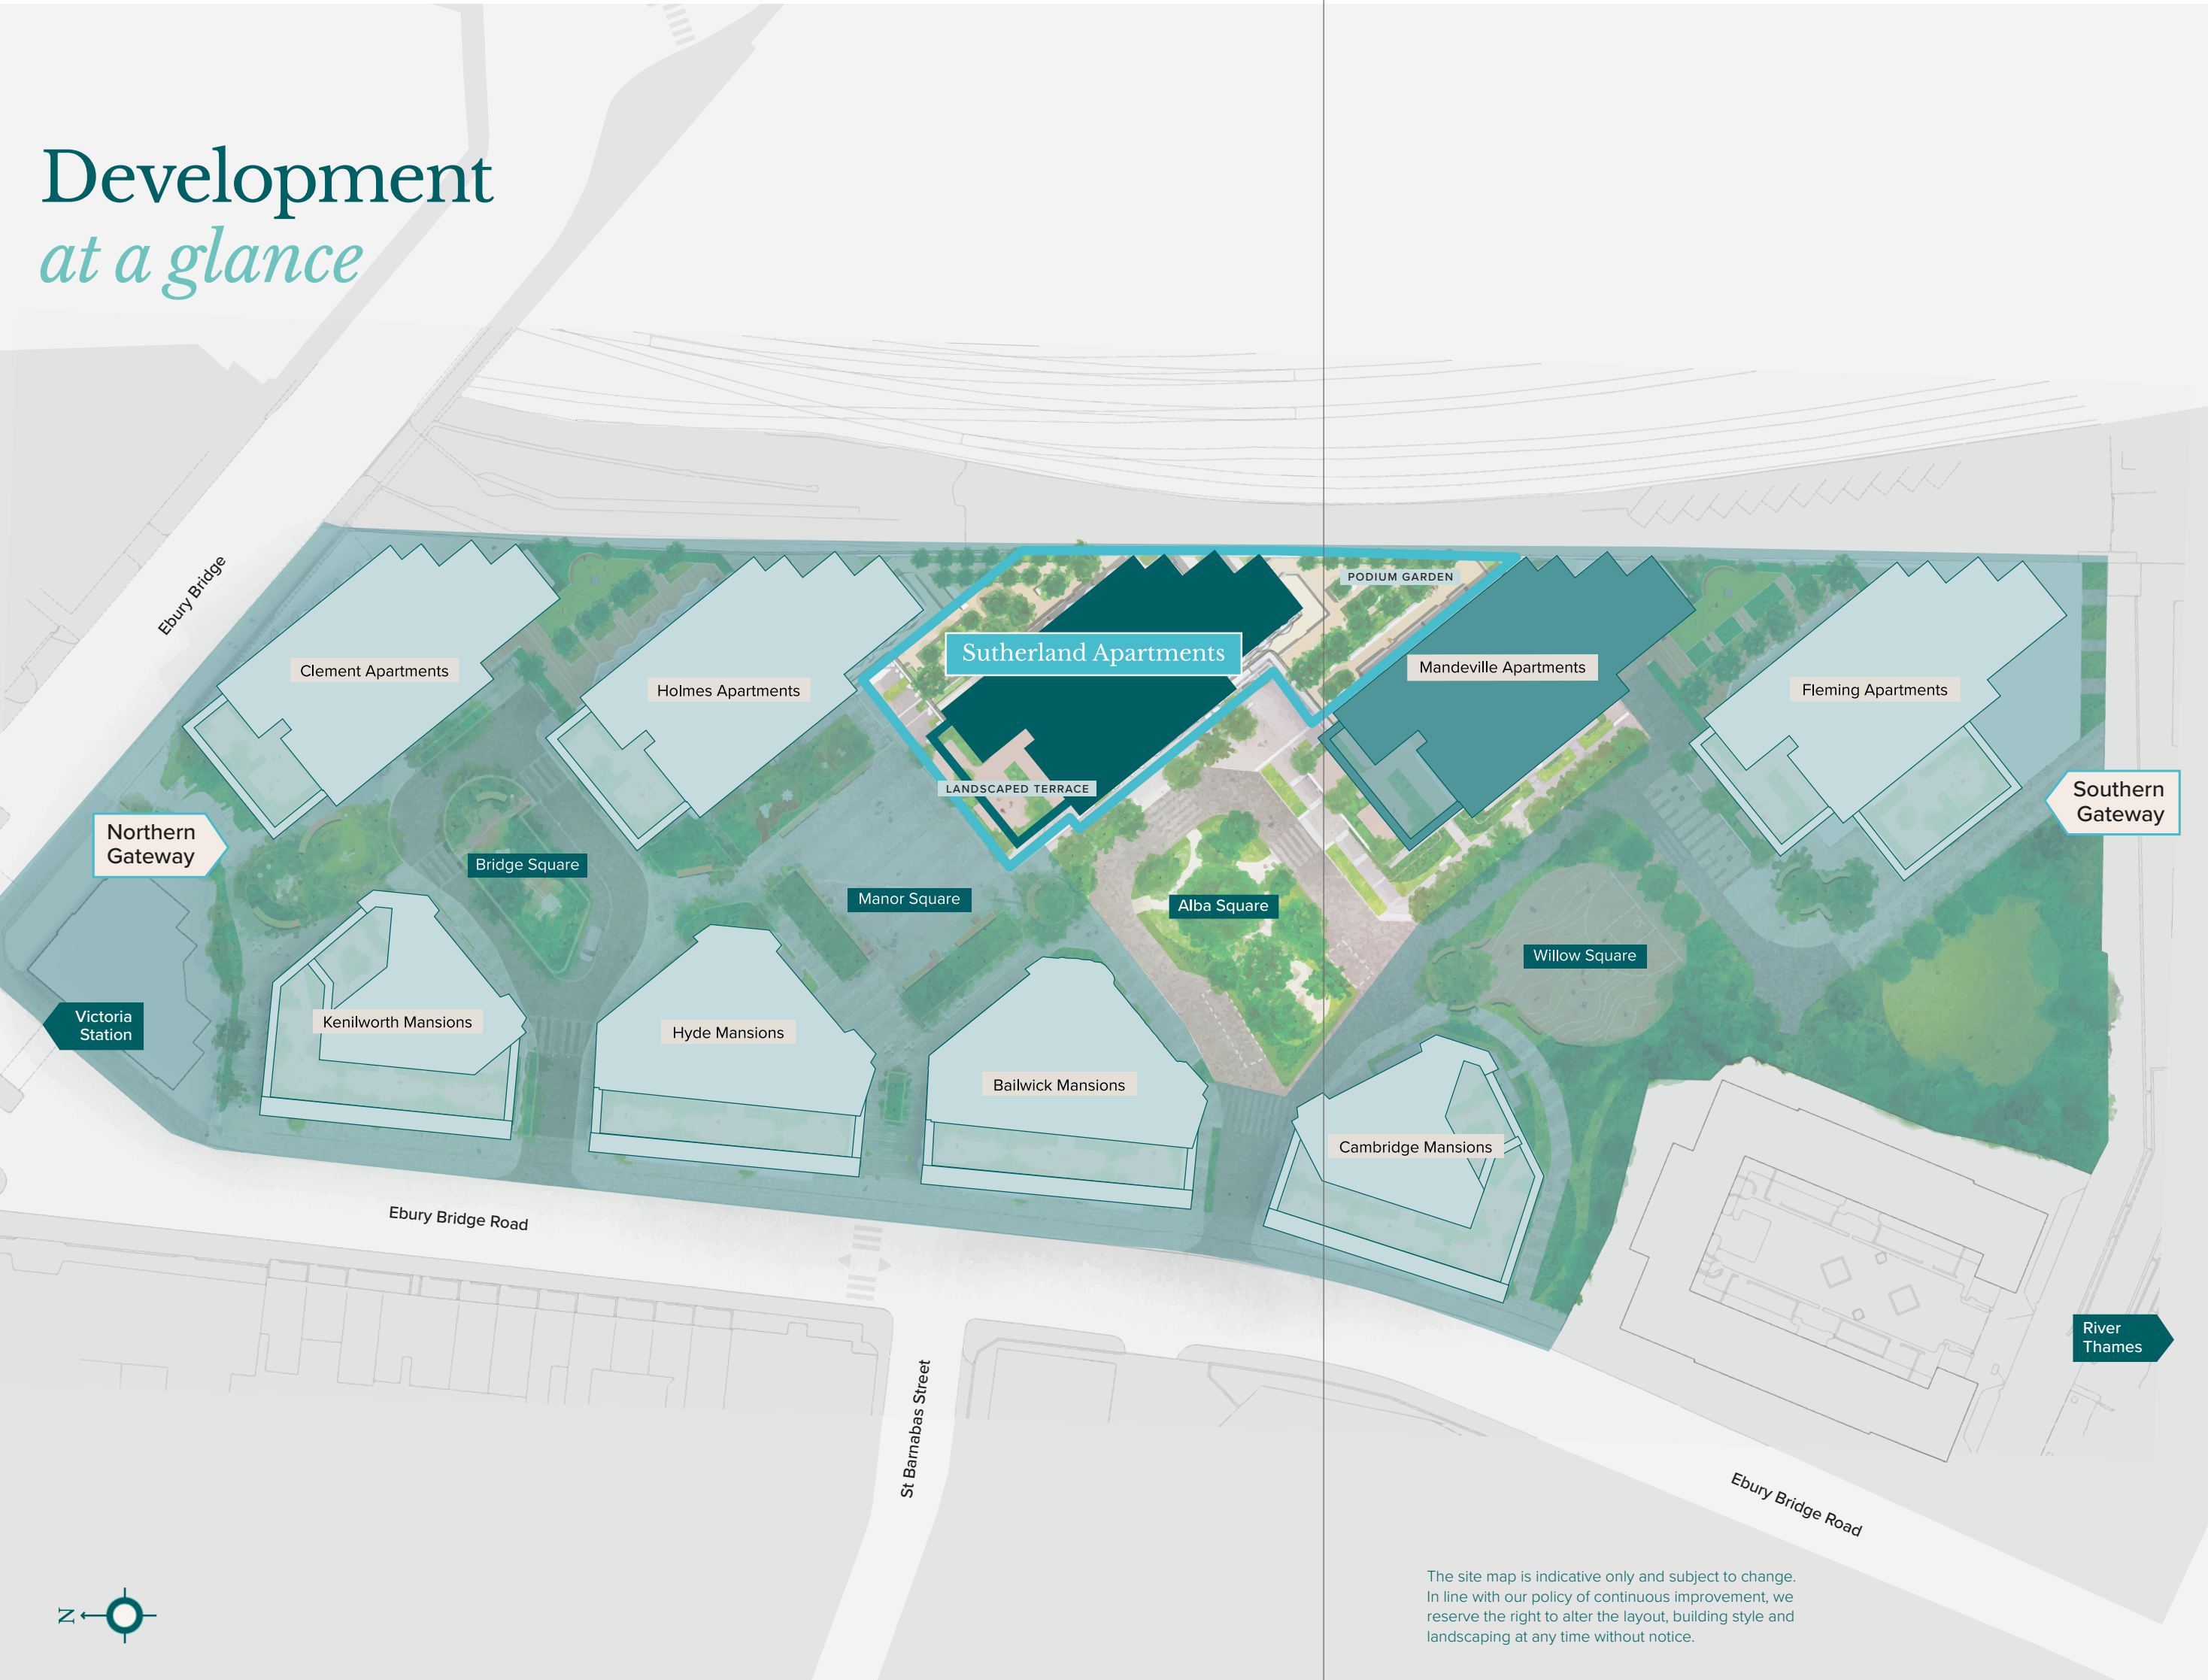 Development
at a glance
Ebury Bridge
PODIUM GARDEN
Sutherland Apartments
Clement Apartments
Holmes Apartments
Mandeville Apartments
Fleming Apartments
LANDSCAPED TERRACE
Northern
Gateway
Southern
Gateway
Bridge Square
Manor Square
Alba Square
Willow Square
Victoria
Station
Kenilworth Mansions
Hyde Mansions
Bailwick Mansions
Cambridge Mansions
Ebury Bridge Road
River
Thames
St Barnabas Street
Ebury Bridge Road
N
The site map is indicative only and subject to change.
In line with our policy of continuous improvement, we
reserve the right to alter the layout, building style and
landscaping at any time without notice.